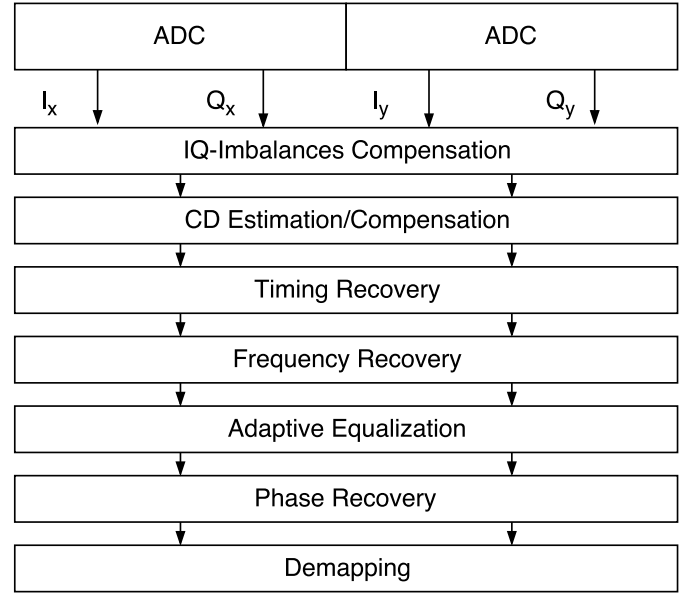 ADC ADC
Ix Qx Iy Qy
IQ-Imbalances Compensation
CD Estimation/Compensation
Timing Recovery
Frequency Recovery
Adaptive Equalization
Phase Recovery
Demapping